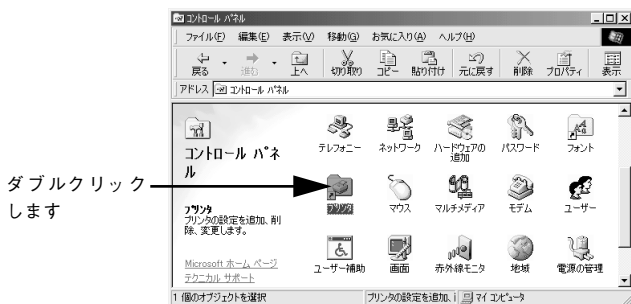 コントロール パネル
ファイル(F) 編集(E) 表示(V) 移動(G) お気に入り(A) ヘルプ(H)
戻る 進む 上へ 切り取り コピー 貼り付け 元に戻す 削除 プロパティ 表示
アドレス コントロール パネル
コントロール パネ
ル
プリンタ
プリンタの設定を追加、削
除、変更します。
Microsoft ホーム ページ
テクニカル サポート
テレフォニー ネットワーク ハードウェアの
追加 パスワード フォント
プリンタ マウス マルチメディア モデム ユーザー
ユーザー補助 画面 赤外線モニタ 地域 電源の管理
1 個のオブジェクトを選択 プリンタの設定を追加、i マイ コンピュータ
ダブルクリック
します